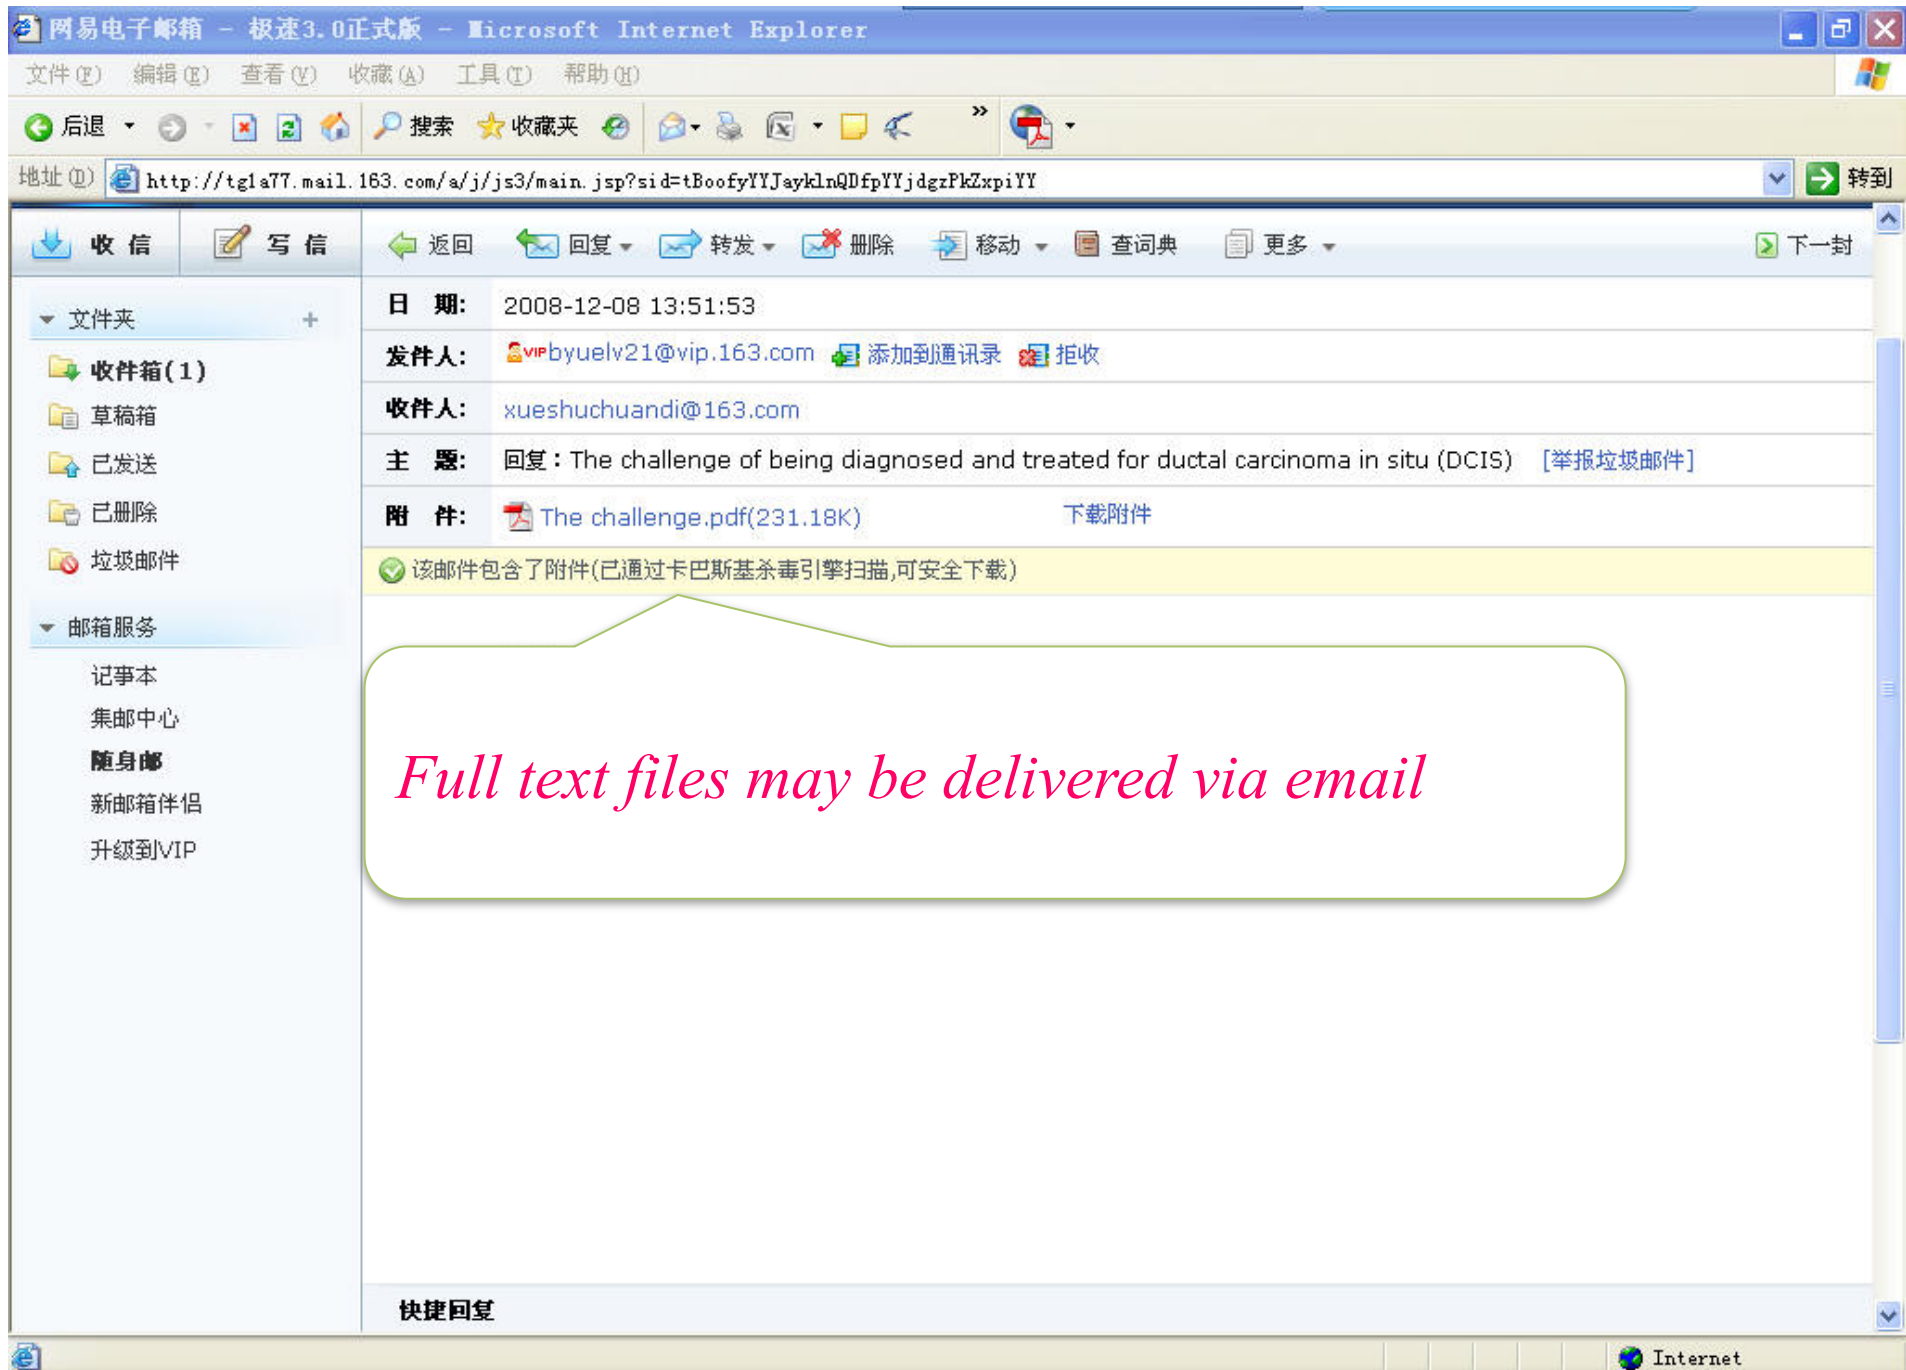 网易电子邮箱 - 极速3.0正式版 - Microsoft Internet Explorer
文件(F) 编辑(E) 查看(V) 收藏(A) 工具(T) 帮助(H)
后退 搜索 收藏夹 »
地址(D) http://tg1a77.mail.163.com/a/j/js3/main.jsp?sid=tBoofyYYJayklnQDfpYYjdgzPkZxpiYY 转到
收信 写信 返回 回复 转发 删除 移动 查词典 更多 下一封
文件夹 +
收件箱(1)
草稿箱
已发送
已删除
垃圾邮件
邮箱服务
记事本
集邮中心
随身邮
新邮箱伴侣
升级到VIP
日 期: 2008-12-08 13:51:53
发件人: VIP byuelv21@vip.163.com 添加到通讯录 拒收
收件人: xueshuchuandi@163.com
主 题: 回复:The challenge of being diagnosed and treated for ductal carcinoma in situ (DCIS) [举报垃圾邮件]
附 件: The challenge.pdf(231.18K) 下载附件
该邮件包含了附件(已通过卡巴斯基杀毒引擎扫描,可安全下载)
Full text files may be delivered via email
快捷回复
Internet